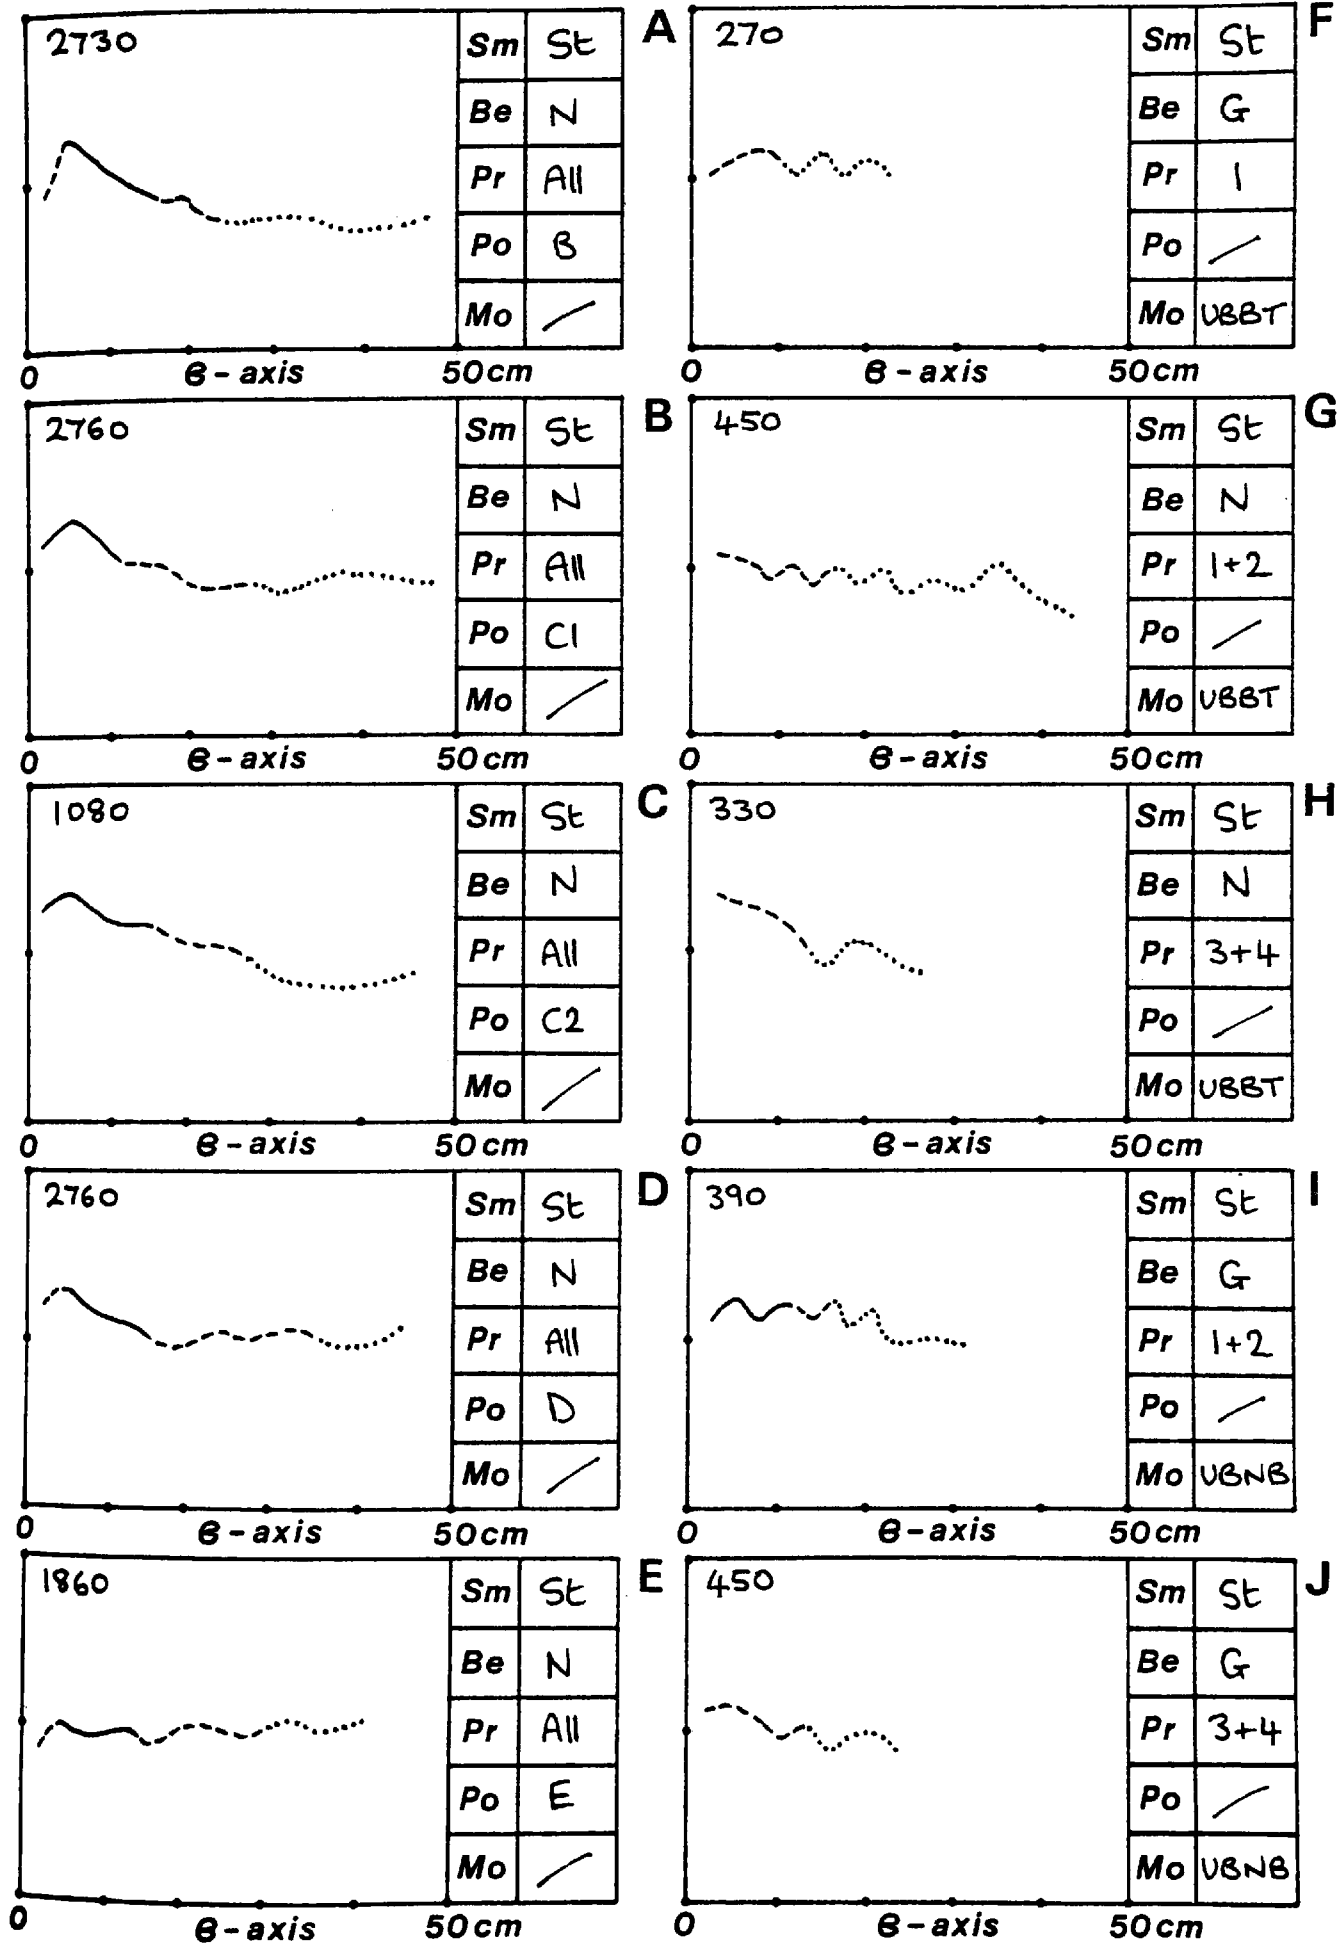 A
2730
Sm St
Be N
Pr All
Po B
Mo /
0 B-axis 50cm
B
2760
Sm St
Be N
Pr All
Po C1
Mo /
0 B-axis 50cm
C
1080
Sm St
Be N
Pr All
Po C2
Mo /
0 B-axis 50cm
D
2760
Sm St
Be N
Pr All
Po D
Mo /
0 B-axis 50cm
E
1860
Sm St
Be N
Pr All
Po E
Mo /
0 B-axis 50cm
F
270
Sm St
Be G
Pr 1
Po /
Mo UBBT
0 B-axis 50cm
G
450
Sm St
Be N
Pr 1+2
Po /
Mo UBBT
0 B-axis 50cm
H
330
Sm St
Be N
Pr 3+4
Po /
Mo UBBT
0 B-axis 50cm
I
390
Sm St
Be G
Pr 1+2
Po /
Mo UBNB
0 B-axis 50cm
J
450
Sm St
Be G
Pr 3+4
Po /
Mo UBNB
0 B-axis 50cm